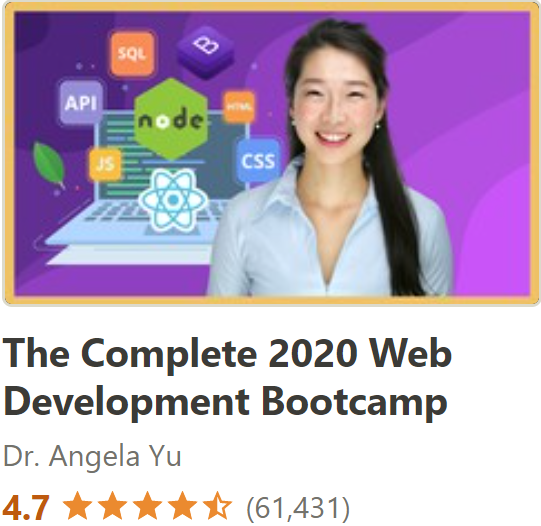 SQL
B
API
node
HTML
JS
CSS
The Complete 2020 Web
Development Bootcamp
Dr. Angela Yu
4.7 (61,431)